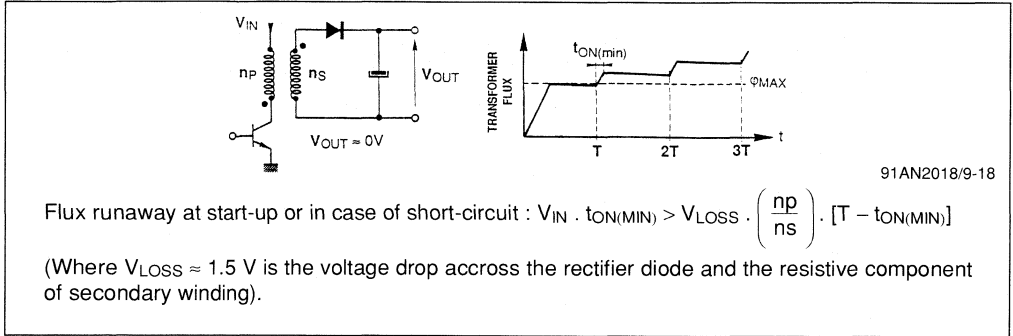 VIN
nP
nS
VOUT
VOUT ≈ 0V
TRANSFORMER
FLUX
tON(min)
φMAX
t
T
2T
3T
91AN2018/9-18
Flux runaway at start-up or in case of short-circuit : VIN . tON(MIN) > VLOSS . (np/ns) . [T – tON(MIN)]
(Where VLOSS ≈ 1.5 V is the voltage drop accross the rectifier diode and the resistive component
of secondary winding).